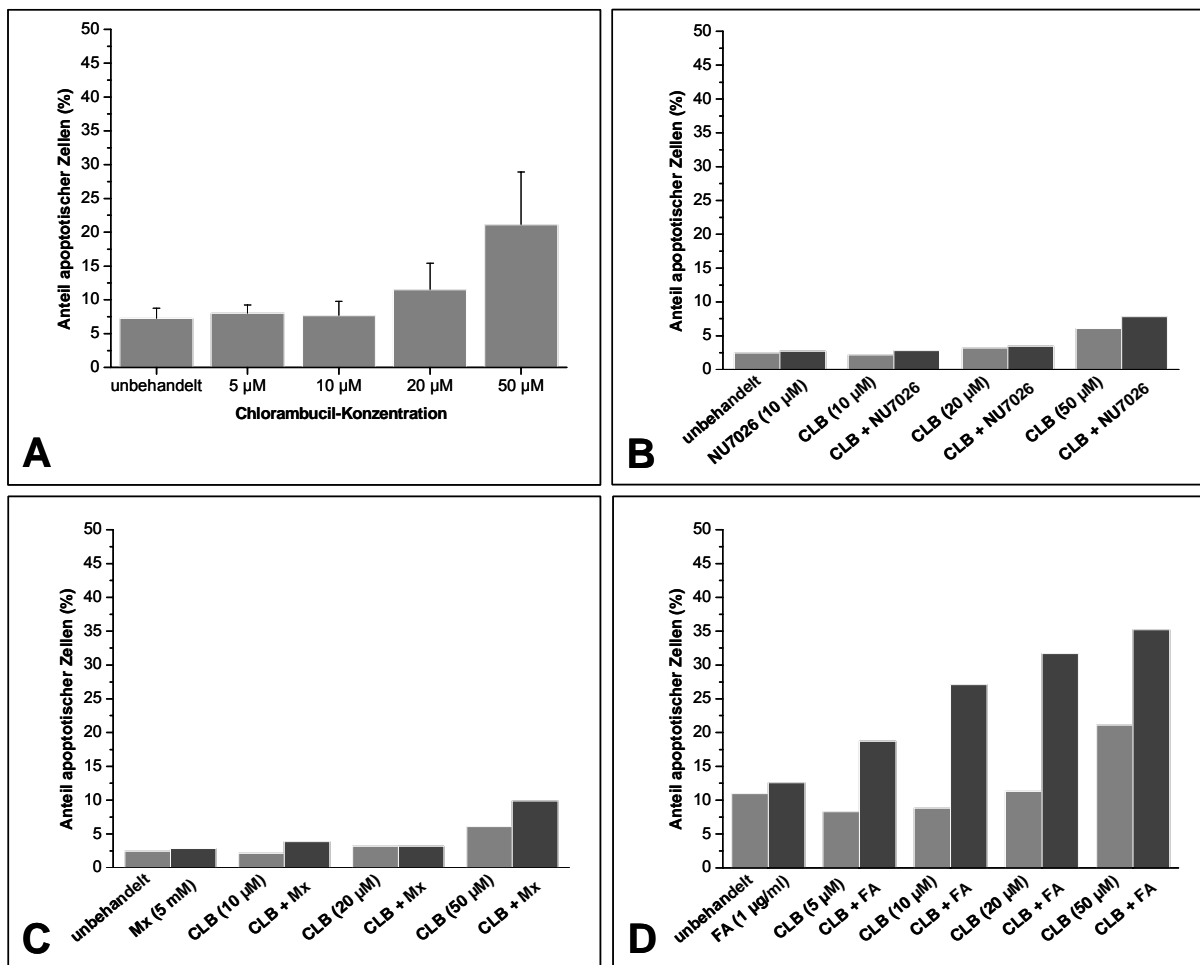 Anteil apoptotischer Zellen (%)
50
45
40
35
30
25
20
15
10
5
0
unbehandelt 5 µM 10 µM 20 µM 50 µM
Chlorambucil-Konzentration
A
Anteil apoptotischer Zellen (%)
50
45
40
35
30
25
20
15
10
5
0
unbehandelt
NU7026 (10 µM)
CLB (10 µM)
CLB + NU7026
CLB (20 µM)
CLB + NU7026
CLB (50 µM)
CLB + NU7026
B
Anteil apoptotischer Zellen (%)
50
45
40
35
30
25
20
15
10
5
0
unbehandelt
Mx (5 mM)
CLB (10 µM)
CLB + Mx
CLB (20 µM)
CLB + Mx
CLB (50 µM)
CLB + Mx
C
Anteil apoptotischer Zellen (%)
50
45
40
35
30
25
20
15
10
5
0
unbehandelt
FA (1 µg/ml)
CLB (5 µM)
CLB + FA
CLB (10 µM)
CLB + FA
CLB (20 µM)
CLB + FA
CLB (50 µM)
CLB + FA
D